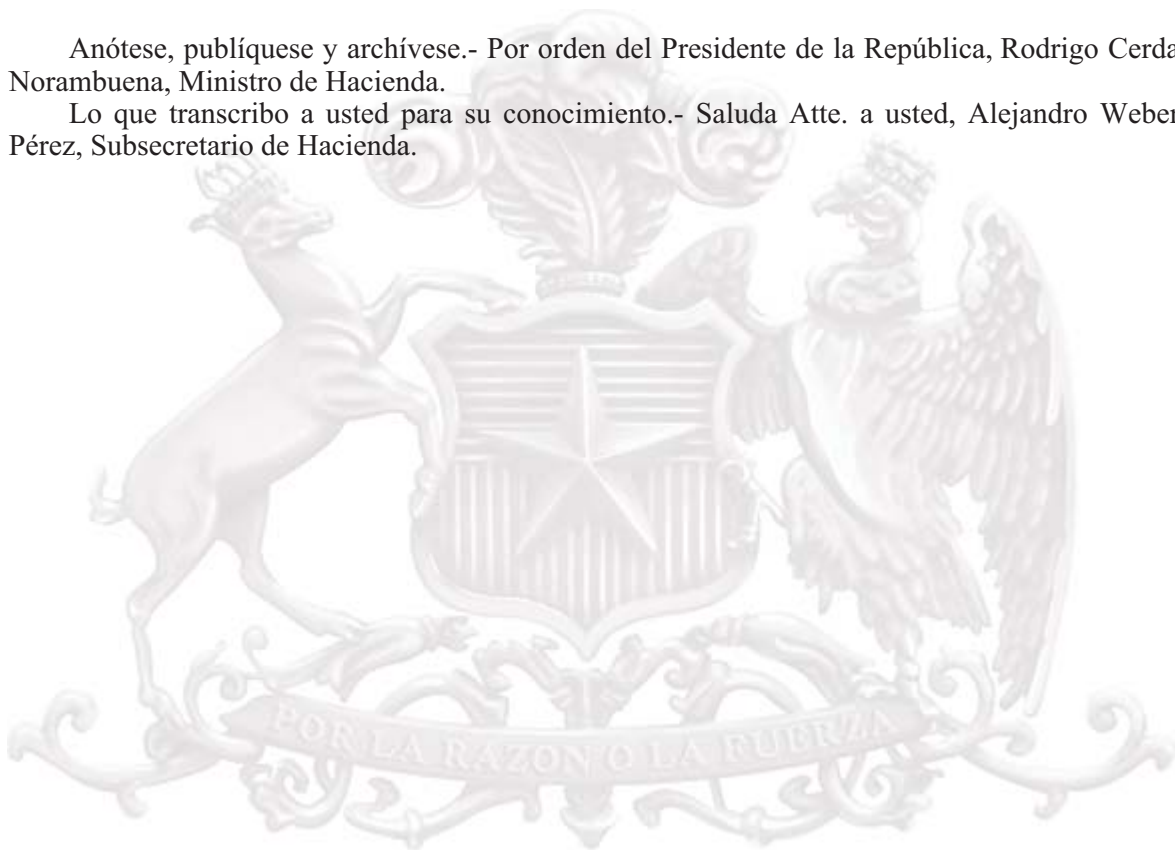 Anótese, publíquese y archívese.- Por orden del Presidente de la República, Rodrigo Cerda
Norambuena, Ministro de Hacienda.
Lo que transcribo a usted para su conocimiento.- Saluda Atte. a usted, Alejandro Weber
Pérez, Subsecretario de Hacienda.
POR LA RAZON O LA FUERZA